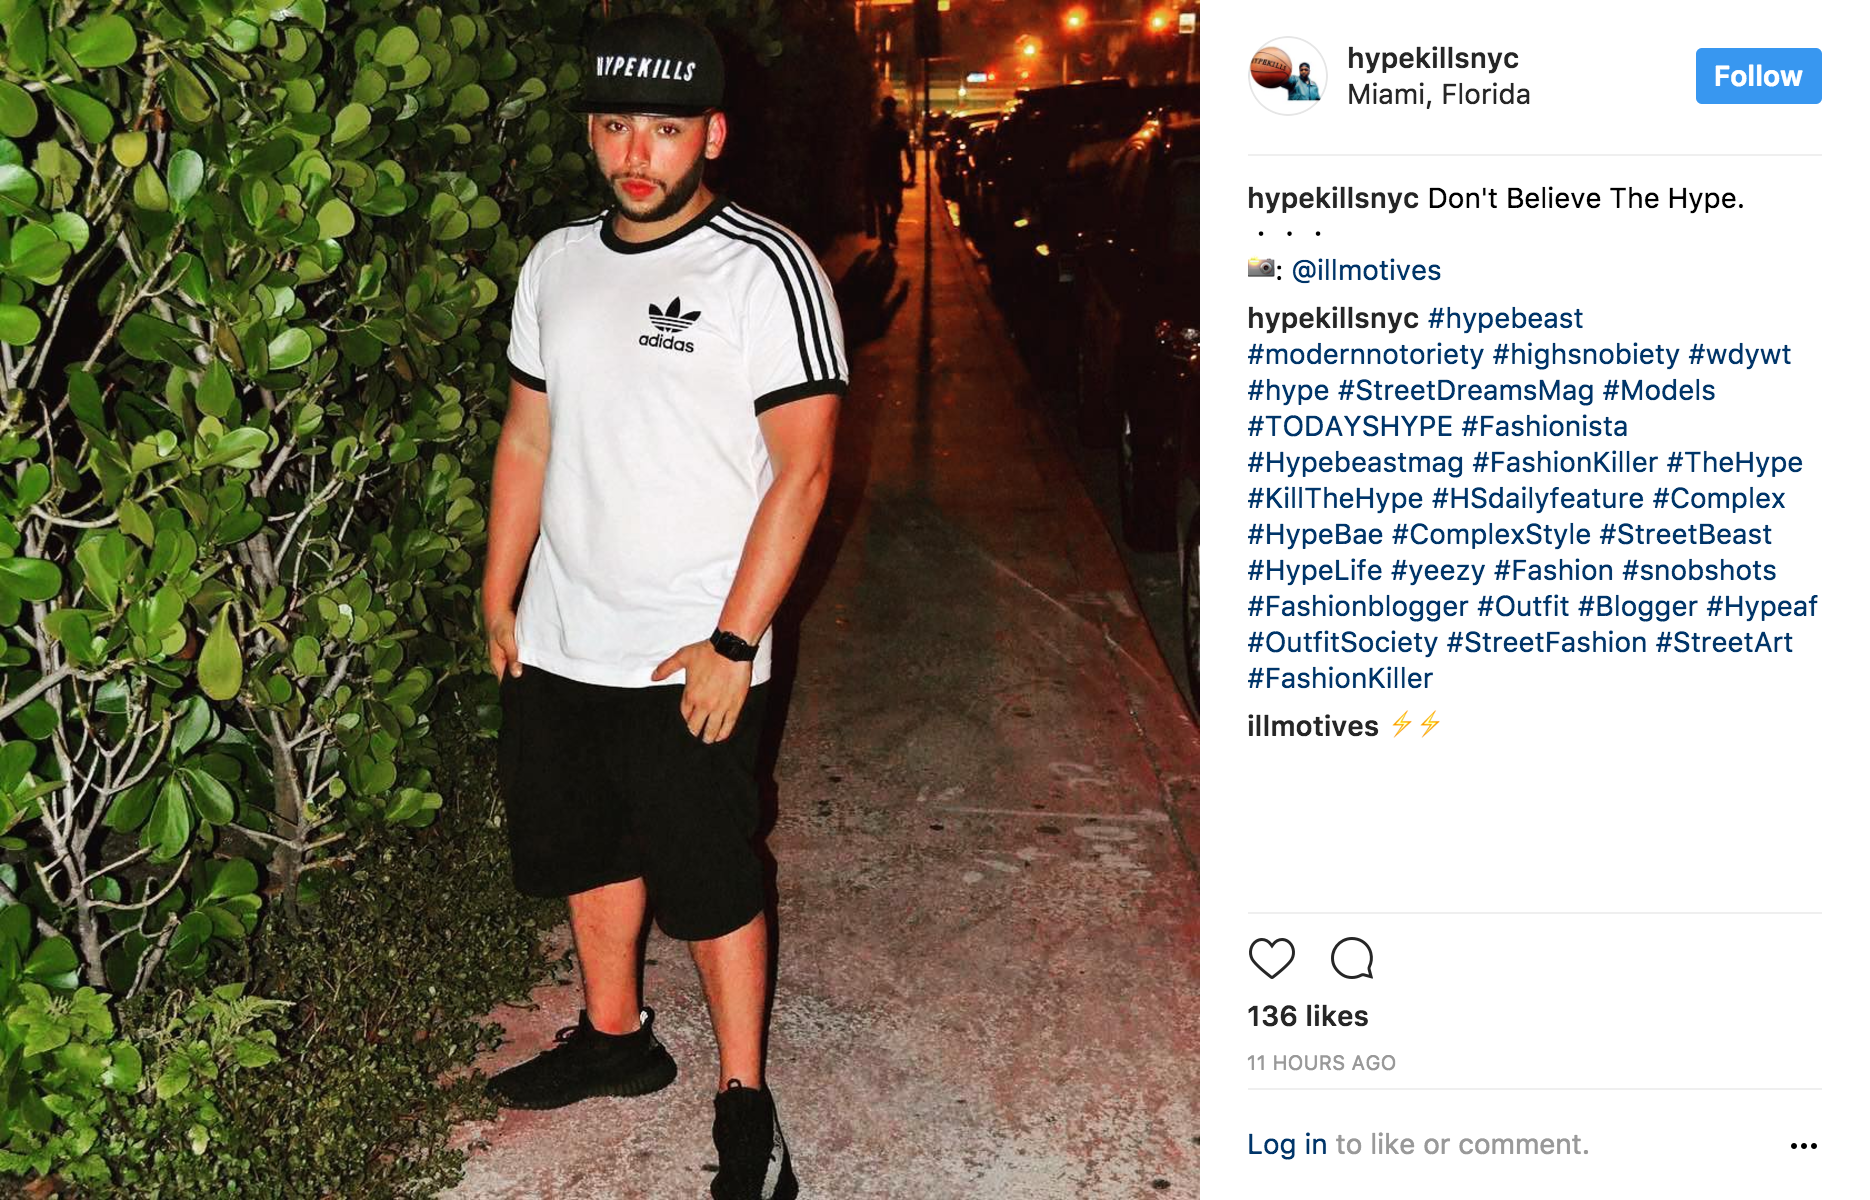 HYPEKILLS
adidas
HYPEKILLS
hypekillsnyc
Miami, Florida
Follow
hypekillsnyc Don't Believe The Hype.
. . .
: @illmotives
hypekillsnyc #hypebeast
#modernnotoriety #highsnobiety #wdywt
#hype #StreetDreamsMag #Models
#TODAYSHYPE #Fashionista
#Hypebeastmag #FashionKiller #TheHype
#KillTheHype #HSdailyfeature #Complex
#HypeBae #ComplexStyle #StreetBeast
#HypeLife #yeezy #Fashion #snobshots
#Fashionblogger #Outfit #Blogger #Hypeaf
#OutfitSociety #StreetFashion #StreetArt
#FashionKiller
illmotives ⚡⚡
136 likes
11 HOURS AGO
Log in to like or comment.